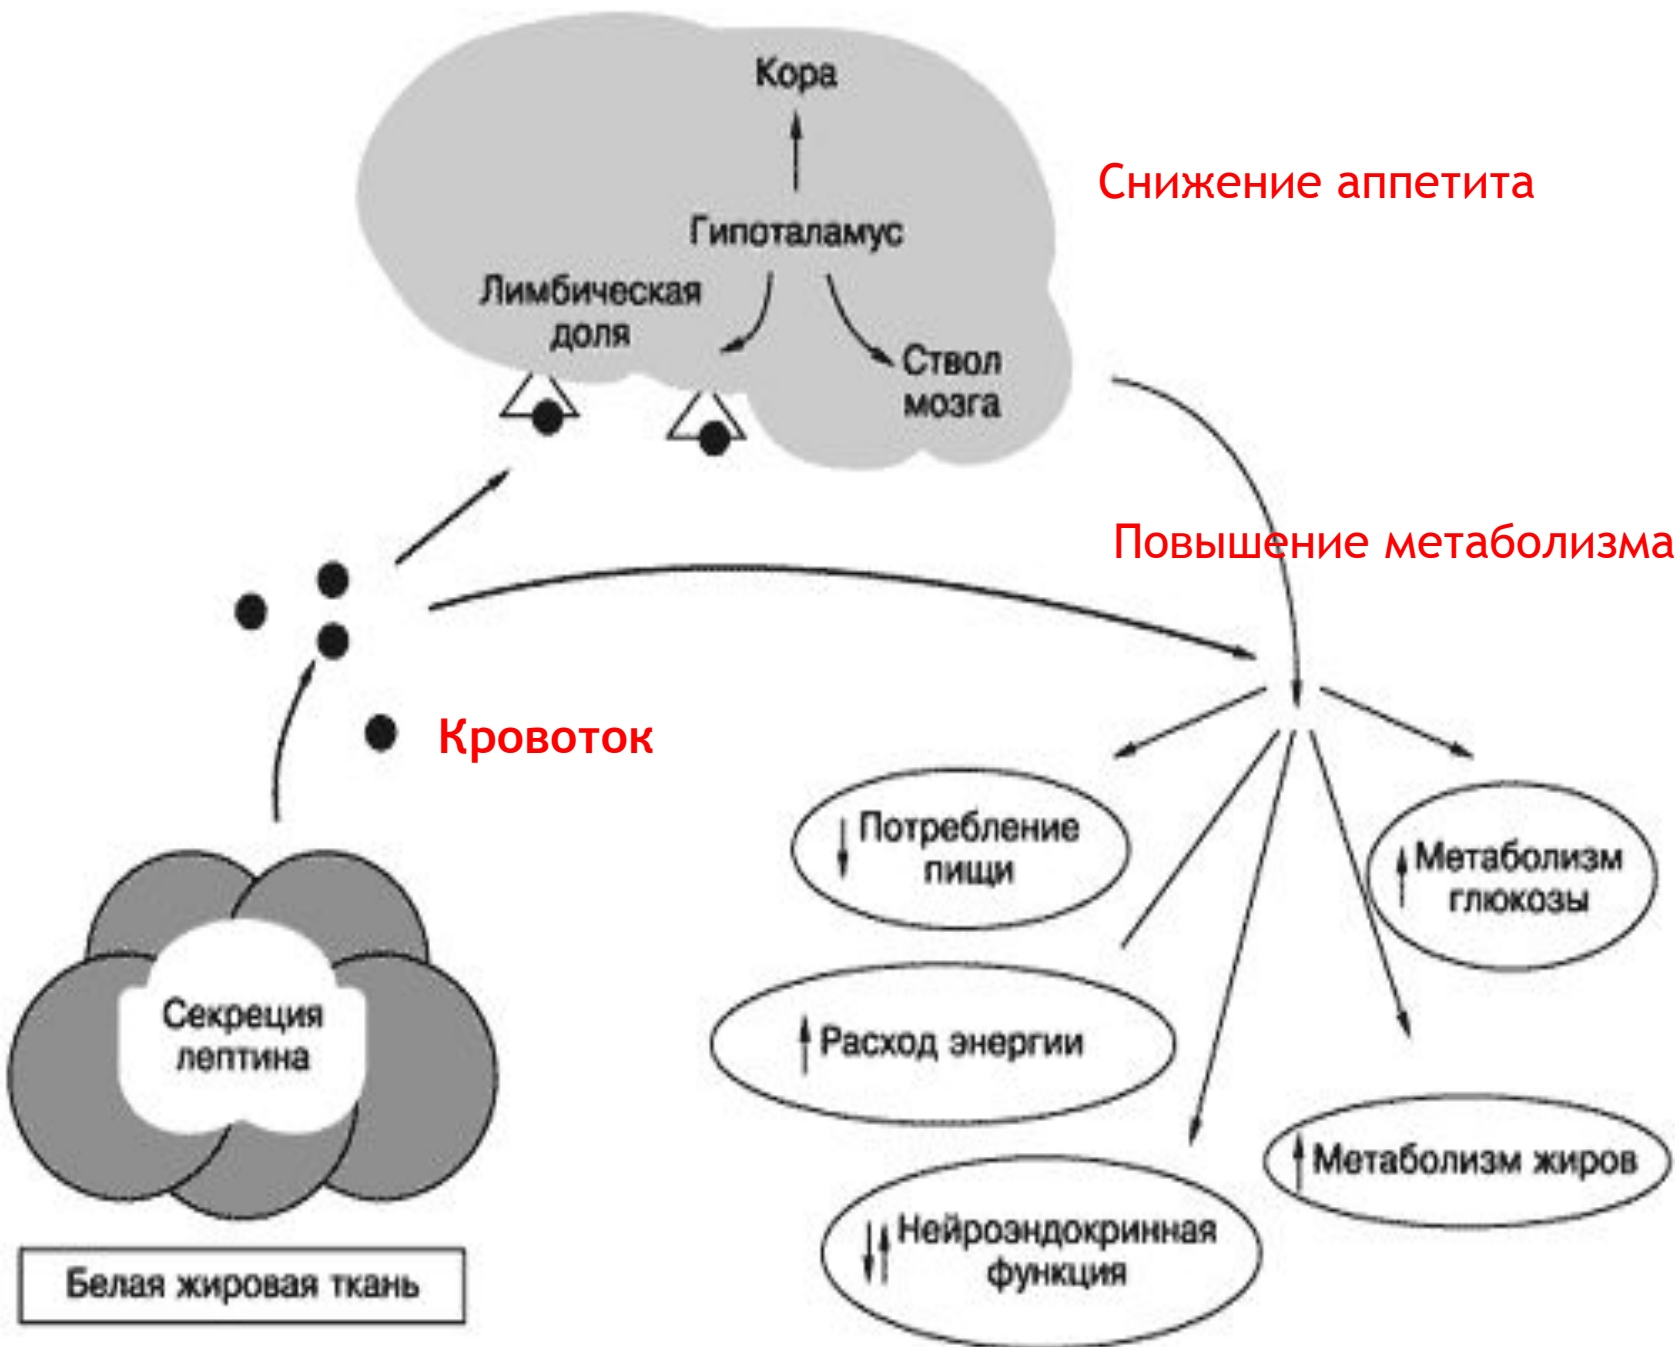 Кора
Снижение аппетита
Гипоталамус
Лимбическая
доля
Ствол
мозга
Повышение метаболизма
Кровоток
Потребление
пищи
Метаболизм
глюкозы
Секреция
лептина
Расход энергии
Метаболизм жиров
Нейроэндокринная
функция
Белая жировая ткань